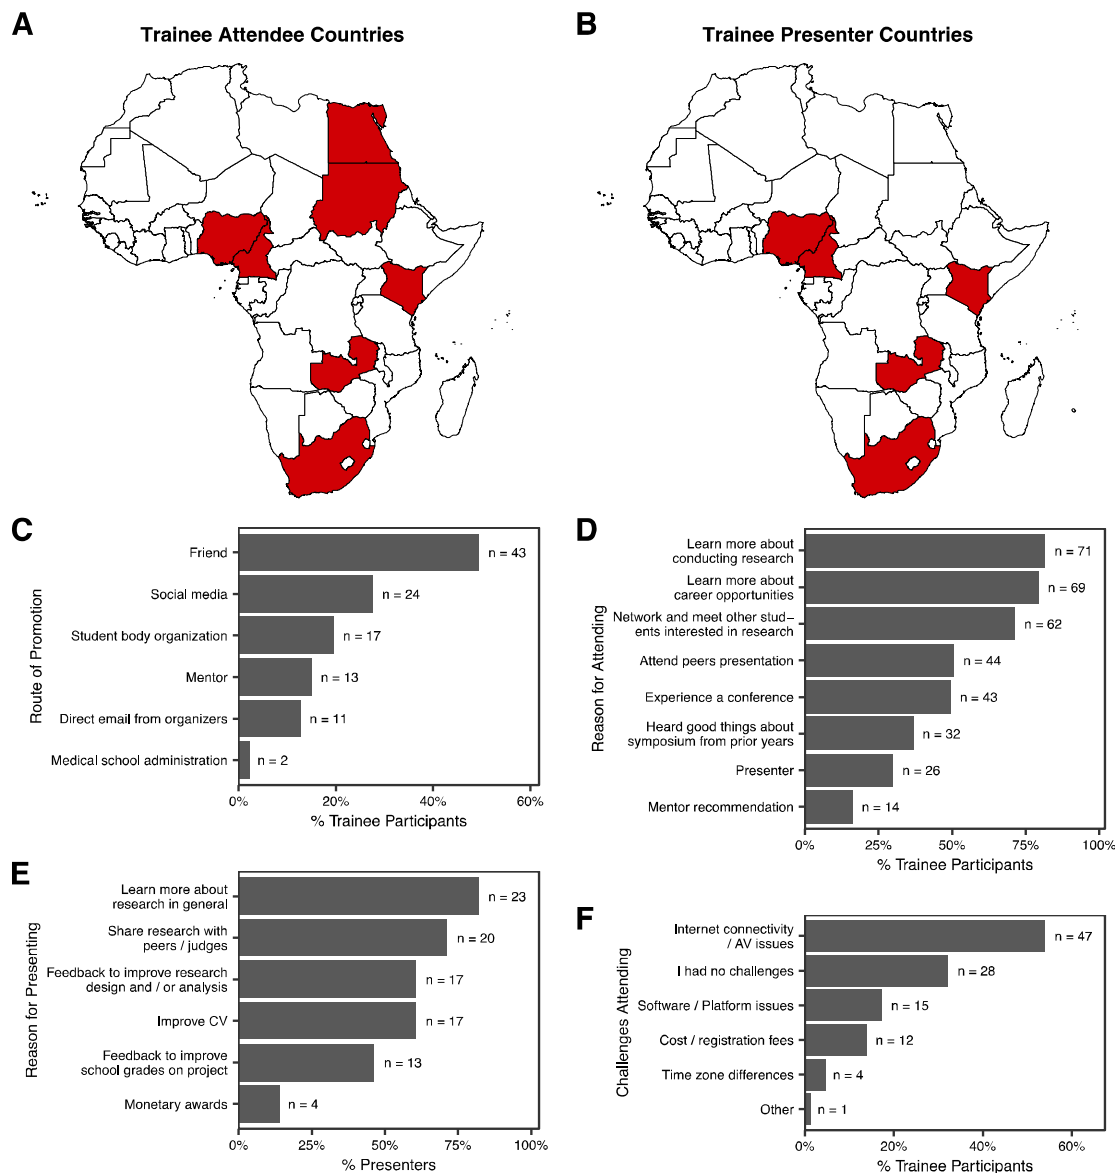 A
Trainee Attendee Countries
B
Trainee Presenter Countries
C
Route of Promotion
Friend
n = 43
Social media
n = 24
Student body organization
n = 17
Mentor
n = 13
Direct email from organizers
n = 11
Medical school administration
n = 2
0%
20%
40%
60%
% Trainee Participants
D
Reason for Attending
Learn more about
conducting research
n = 71
Learn more about
career opportunities
n = 69
Network and meet other stud–
ents interested in research
n = 62
Attend peers presentation
n = 44
Experience a conference
n = 43
Heard good things about
symposium from prior years
n = 32
Presenter
n = 26
Mentor recommendation
n = 14
0%
25%
50%
75%
100%
% Trainee Participants
E
Reason for Presenting
Learn more about
research in general
n = 23
Share research with
peers / judges
n = 20
Feedback to improve research
design and / or analysis
n = 17
Improve CV
n = 17
Feedback to improve
school grades on project
n = 13
Monetary awards
n = 4
0%
25%
50%
75%
100%
% Presenters
F
Challenges Attending
Internet connectivity
/ AV issues
n = 47
I had no challenges
n = 28
Software / Platform issues
n = 15
Cost / registration fees
n = 12
Time zone differences
n = 4
Other
n = 1
0%
20%
40%
60%
% Trainee Participants